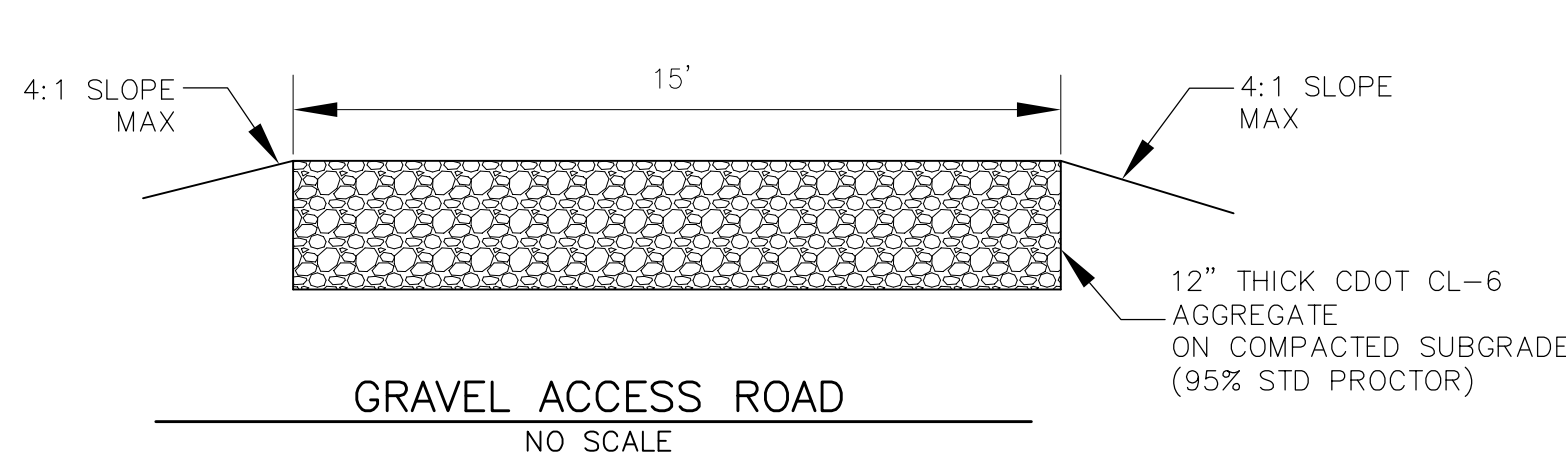 15'
4:1 SLOPE
MAX
4:1 SLOPE
MAX
12" THICK CDOT CL-6
AGGREGATE
ON COMPACTED SUBGRADE
(95% STD PROCTOR)
GRAVEL ACCESS ROAD
NO SCALE